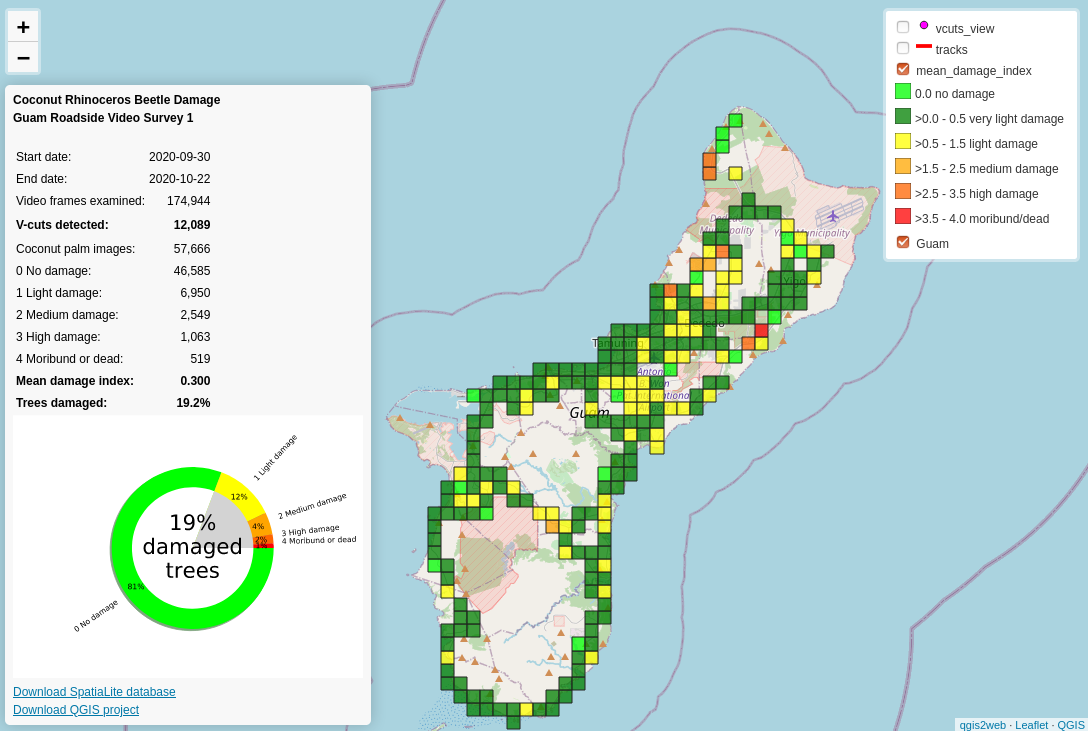 +
−
Coconut Rhinoceros Beetle Damage
Guam Roadside Video Survey 1
Start date: 2020-09-30
End date: 2020-10-22
Video frames examined: 174,944
V-cuts detected: 12,089
Coconut palm images: 57,666
0 No damage: 46,585
1 Light damage: 6,950
2 Medium damage: 2,549
3 High damage: 1,063
4 Moribund or dead: 519
Mean damage index: 0.300
Trees damaged: 19.2%
1 Light damage
12%
2 Medium damage
4%
3 High damage
2%
4 Moribund or dead
1%
19%
damaged
trees
81%
0 No damage
Download SpatiaLite database
Download QGIS project
vcuts_view
tracks
mean_damage_index
0.0 no damage
>0.0 - 0.5 very light damage
>0.5 - 1.5 light damage
>1.5 - 2.5 medium damage
>2.5 - 3.5 high damage
>3.5 - 4.0 moribund/dead
Guam
Dededo
Municipality
Yigo Municipality
Yigo
Dededo
Tamuning
Guam
qgis2web · Leaflet · QGIS